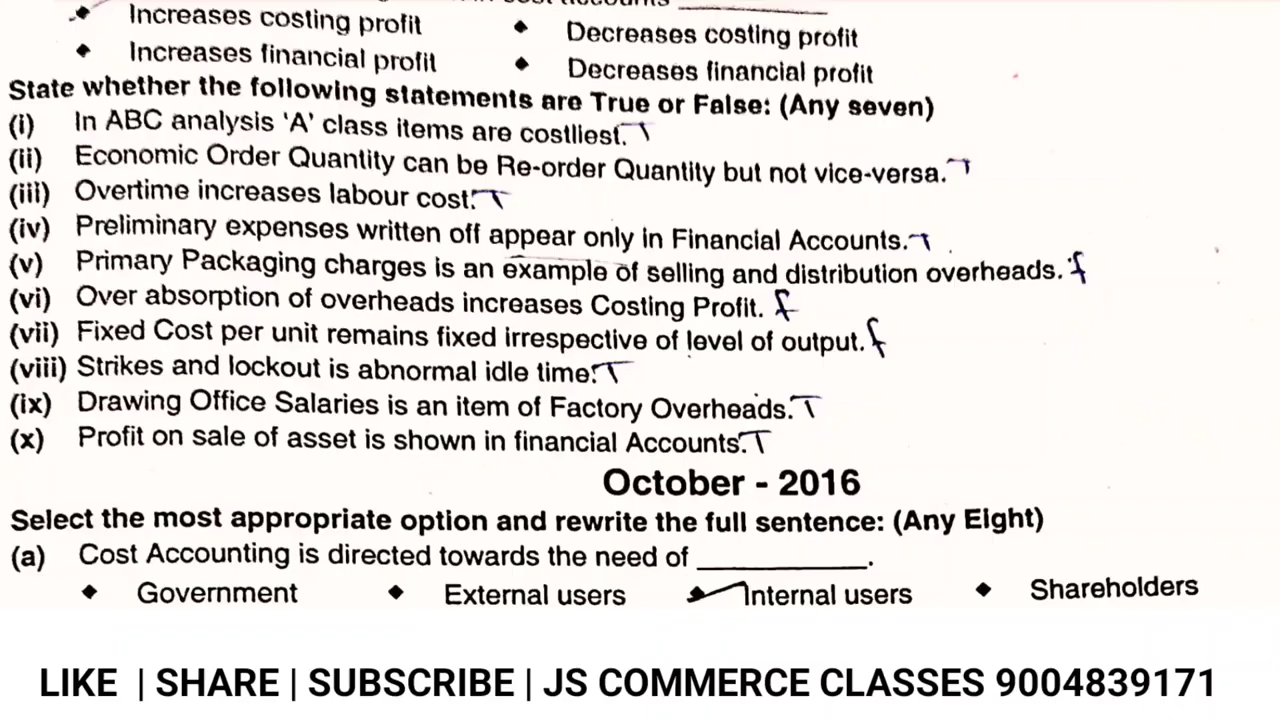 Increases costing profit ◆ Decreases costing profit
◆ Increases financial profit ◆ Decreases financial profit
State whether the following statements are True or False: (Any seven)
(i) In ABC analysis 'A' class items are costliest. T
(ii) Economic Order Quantity can be Re-order Quantity but not vice-versa. T
(iii) Overtime increases labour cost. T
(iv) Preliminary expenses written off appear only in Financial Accounts. T
(v) Primary Packaging charges is an example of selling and distribution overheads. f
(vi) Over absorption of overheads increases Costing Profit. f
(vii) Fixed Cost per unit remains fixed irrespective of level of output. f
(viii) Strikes and lockout is abnormal idle time. T
(ix) Drawing Office Salaries is an item of Factory Overheads. T
(x) Profit on sale of asset is shown in financial Accounts. T
October - 2016
Select the most appropriate option and rewrite the full sentence: (Any Eight)
(a) Cost Accounting is directed towards the need of ____________.
◆ Government ◆ External users ◆ Internal users ◆ Shareholders
LIKE | SHARE | SUBSCRIBE | JS COMMERCE CLASSES 9004839171